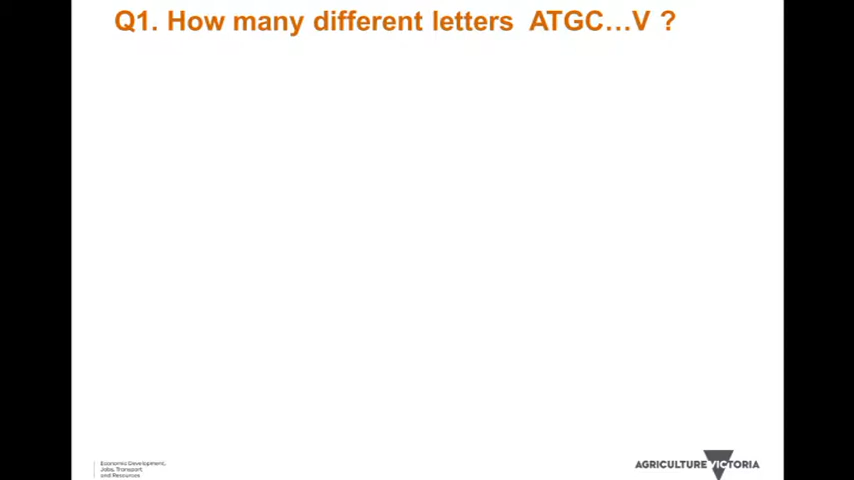 Q1. How many different letters ATGC...V ?
Economic Development,
Jobs, Transport
and Resources
AGRICULTURE VICTORIA